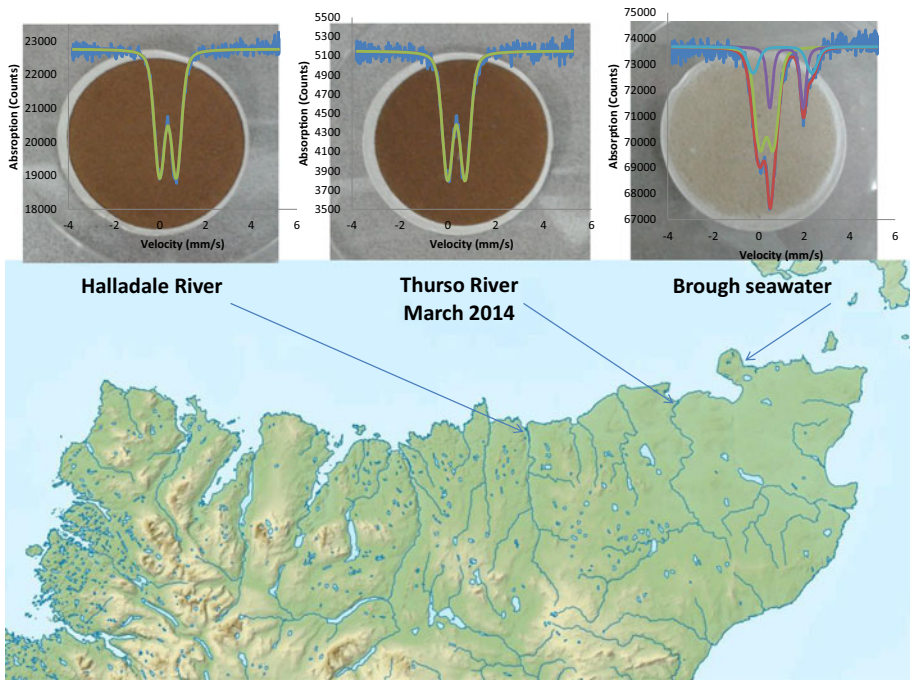 23000
22000
21000
20000
19000
18000
Absorption (Counts)
-4 -2 0 2 4 6
Velocity (mm/s)
5500
5300
5100
4900
4700
4500
4300
4100
3900
3700
3500
Absorption (Counts)
-4 -2 0 2 4 6
Velocity (mm/s)
75000
74000
73000
72000
71000
70000
69000
68000
67000
Absorption (Counts)
-4 -2 0 2 4 6
Velocity (mm/s)
Halladale River
Thurso River
March 2014
Brough seawater